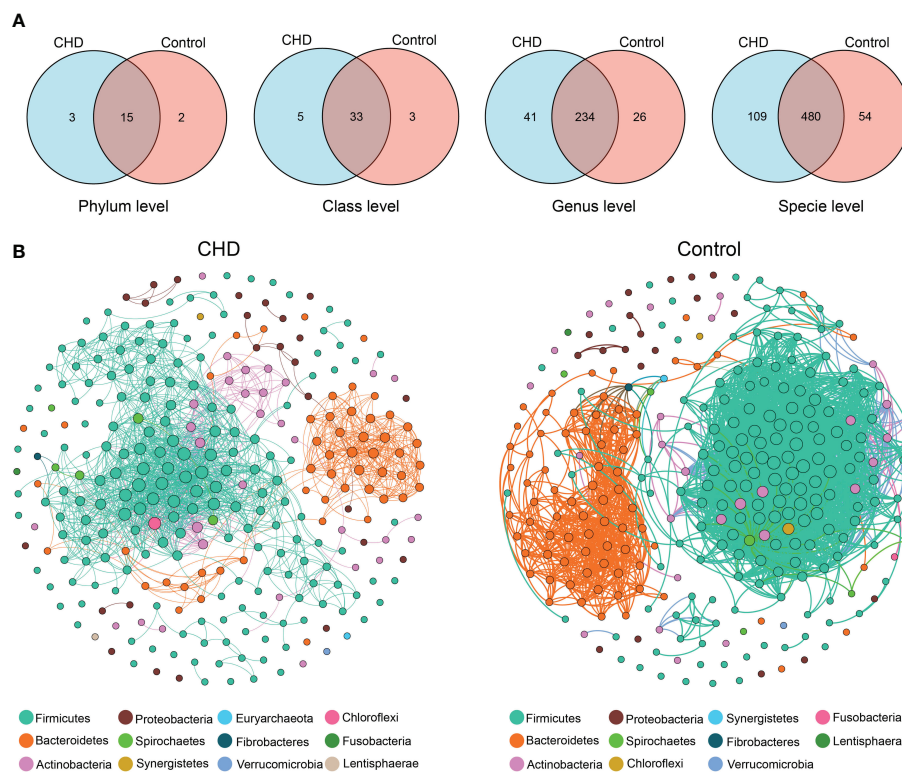 A
CHD Control CHD Control CHD Control CHD Control
3 15 2 5 33 3 41 234 26 109 480 54
Phylum level Class level Genus level Specie level
B
CHD Control
Firmicutes Proteobacteria Euryarchaeota Chloroflexi
Bacteroidetes Spirochaetes Fibrobacteres Fusobacteria
Actinobacteria Synergistetes Verrucomicrobia Lentisphaerae
Firmicutes Proteobacteria Synergistetes Fusobacteria
Bacteroidetes Spirochaetes Fibrobacteres Lentisphaera
Actinobacteria Chloroflexi Verrucomicrobia